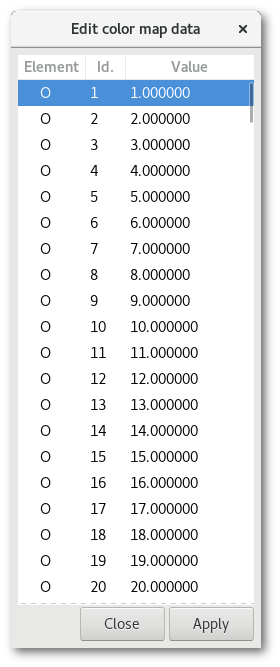 Edit color map data ×
Element Id. Value
O 1 1.000000
O 2 2.000000
O 3 3.000000
O 4 4.000000
O 5 5.000000
O 6 6.000000
O 7 7.000000
O 8 8.000000
O 9 9.000000
O 10 10.000000
O 11 11.000000
O 12 12.000000
O 13 13.000000
O 14 14.000000
O 15 15.000000
O 16 16.000000
O 17 17.000000
O 18 18.000000
O 19 19.000000
O 20 20.000000
Close Apply